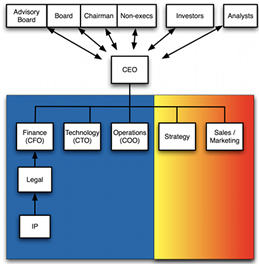 Advisory
Board
Board
Chairman
Non-execs
Investors
Analysts
CEO
Finance
(CFO)
Technology
(CTO)
Operations
(COO)
Strategy
Sales /
Marketing
Legal
IP